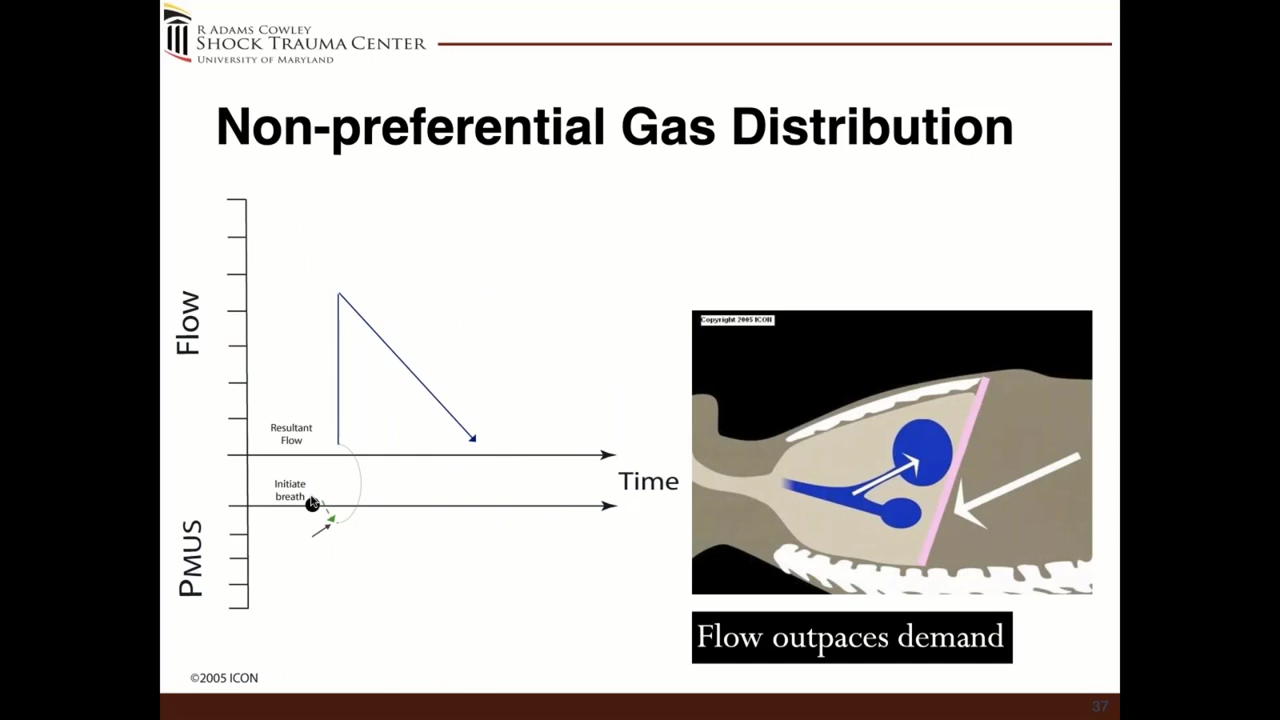 R ADAMS COWLEY
SHOCK TRAUMA CENTER
UNIVERSITY OF MARYLAND
Non-preferential Gas Distribution
Flow
Resultant
Flow
Initiate
breath
Time
PMUS
©2005 ICON
Copyright 2005 ICON
Flow outpaces demand
37